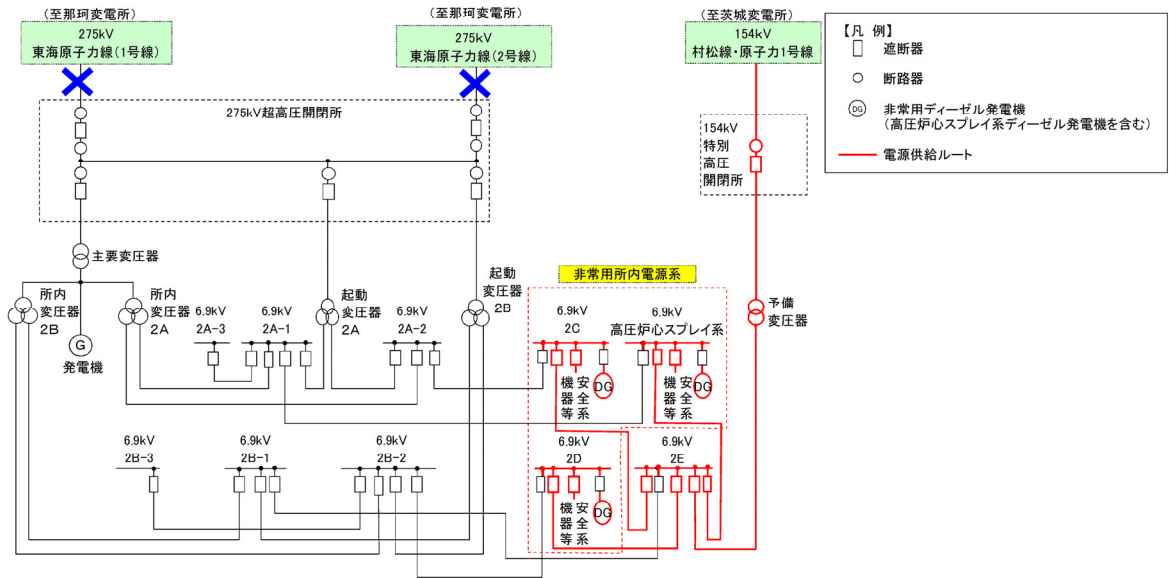 (至那珂変電所)
275kV
東海原子力線(1号線)
(至那珂変電所)
275kV
東海原子力線(2号線)
(至茨城変電所)
154kV
村松線・原子力1号線
【凡 例】
遮断器
断路器
DG
非常用ディーゼル発電機
(高圧炉心スプレイ系ディーゼル発電機を含む)
電源供給ルート
275kV超高圧開閉所
154kV
特別
高圧
開閉所
主要変圧器
所内
変圧器
2B
所内
変圧器
2A
G
発電機
6.9kV
2A-3
6.9kV
2A-1
起動
変圧器
2A
6.9kV
2A-2
起動
変圧器
2B
非常用所内電源系
6.9kV
2C
6.9kV
高圧炉心スプレイ系
予備
変圧器
安全系
機器等
DG
安全系
機器等
DG
6.9kV
2B-3
6.9kV
2B-1
6.9kV
2B-2
6.9kV
2D
6.9kV
2E
安全系
機器等
DG